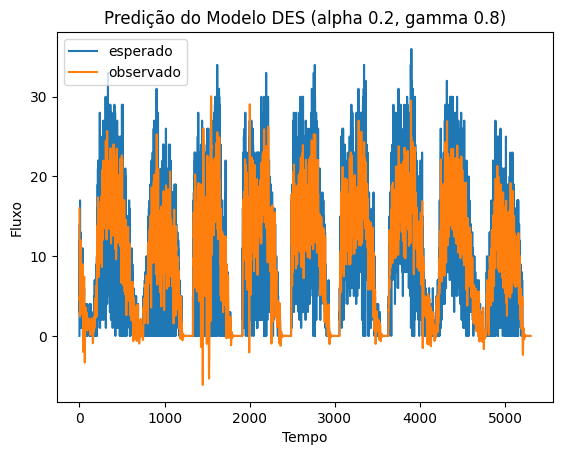 Predição do Modelo DES (alpha 0.2, gamma 0.8)
esperado
observado
30
20
10
0
Fluxo
0 1000 2000 3000 4000 5000
Tempo